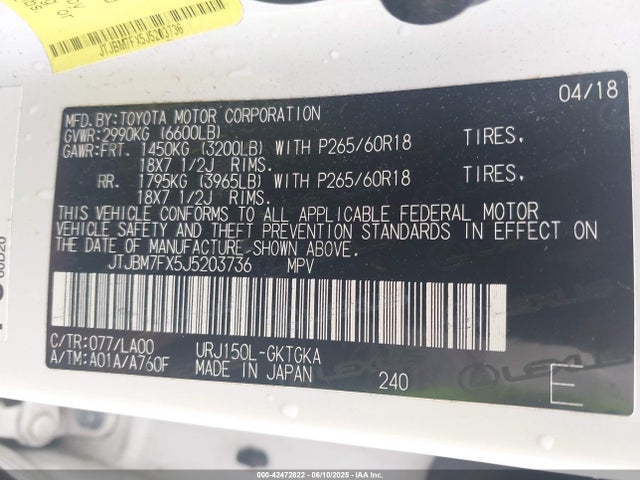 JTJBM7FX5J5203736
04/18
MFD.BY:TOYOTA MOTOR CORPORATION
GVWR:2990KG (6600LB)
GAWR:FRT. 1450KG (3200LB) WITH P265/60R18 TIRES,
18X7 1/2J RIMS.
RR. 1795KG (3965LB) WITH P265/60R18 TIRES,
18X7 1/2J RIMS.
THIS VEHICLE CONFORMS TO ALL APPLICABLE FEDERAL MOTOR
VEHICLE SAFETY AND THEFT PREVENTION STANDARDS IN EFFECT ON
THE DATE OF MANUFACTURE SHOWN ABOVE.
JTJBM7FX5J5203736 MPV
C/TR:077/LA00 URJ150L-GKTGKA
A/TM:A01A/A760F MADE IN JAPAN 240 E
LEXUS
60D20
000-42472822 - 06/10/2025 - IAAI.COM